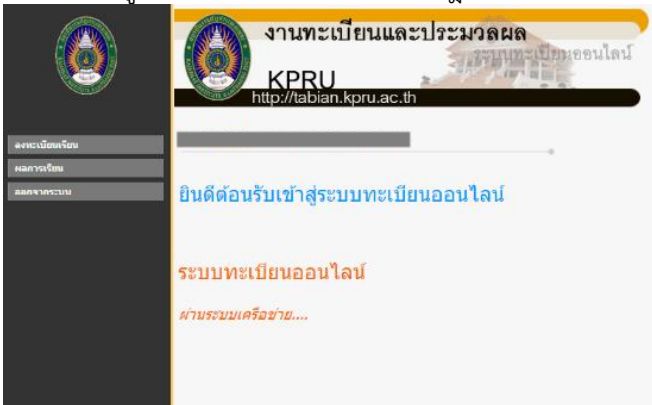 งานทะเบียนและประมวลผล
ระบบทะเบียนออนไลน์
KPRU
http://tabian.kpru.ac.th
ลงทะเบียนเรียน
ผลการเรียน
ออกจากระบบ
ยินดีต้อนรับเข้าสู่ระบบทะเบียนออนไลน์
ระบบทะเบียนออนไลน์
ผ่านระบบเครือข่าย....